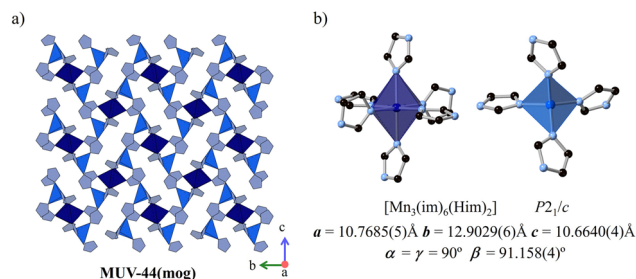 a)
b)
c
b
a
MUV-44(mog)
[Mn₃(im)₆(Him)₂] P2₁/c
a = 10.7685(5)Å b = 12.9029(6)Å c = 10.6640(4)Å
α = γ = 90º β = 91.158(4)º